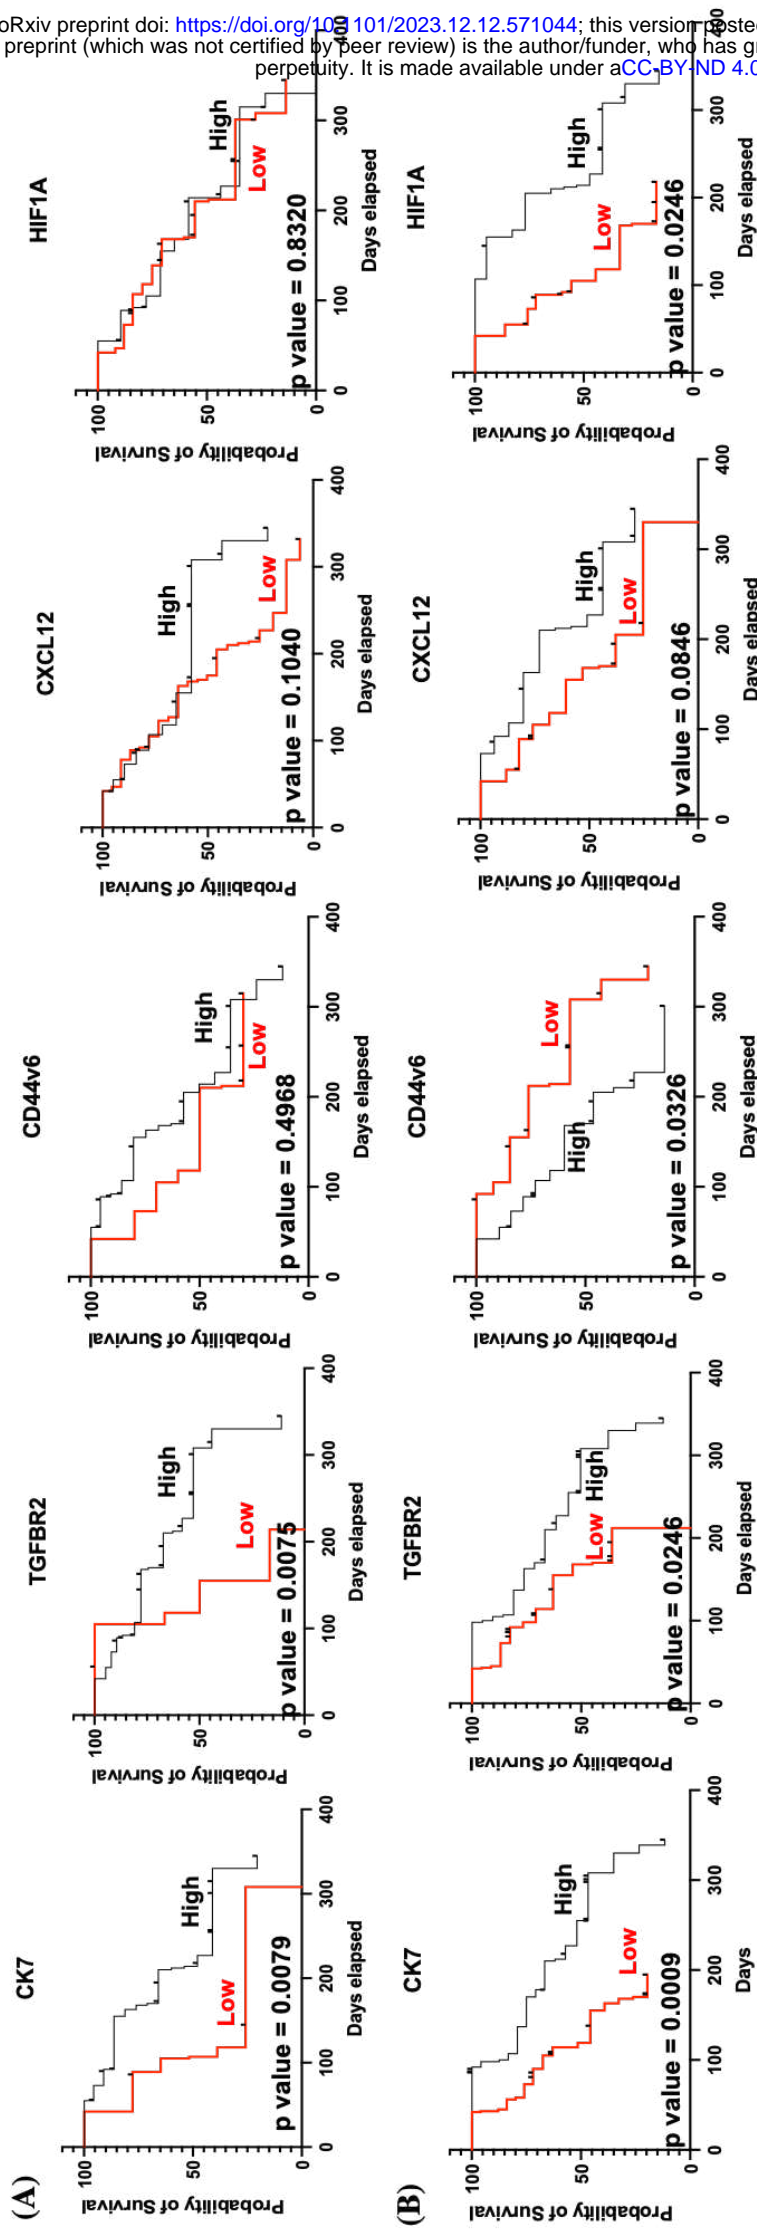 oRxiv preprint doi: https://doi.org/10.1101/2023.12.12.571044; this version posted
preprint (which was not certified by peer review) is the author/funder, who has gr
perpetuity. It is made available under aCC-BY-ND 4.0
(A)
CK7
Probability of Survival
100
50
0
High
Low
p value = 0.0079
0
100
200
300
400
Days elapsed
TGFBR2
Probability of Survival
100
50
0
High
Low
p value = 0.0075
0
100
200
300
400
Days elapsed
CD44v6
Probability of Survival
100
50
0
High
Low
p value = 0.4968
0
100
200
300
400
Days elapsed
CXCL12
Probability of Survival
100
50
0
High
Low
p value = 0.1040
0
100
200
300
400
Days elapsed
HIF1A
Probability of Survival
100
50
0
High
Low
p value = 0.8320
0
100
200
300
400
Days elapsed
(B)
CK7
Probability of Survival
100
50
0
High
Low
p value = 0.0009
0
100
200
300
400
Days
TGFBR2
Probability of Survival
100
50
0
High
Low
p value = 0.0246
0
100
200
300
400
Days elapsed
CD44v6
Probability of Survival
100
50
0
Low
High
p value = 0.0326
0
100
200
300
400
Days elapsed
CXCL12
Probability of Survival
100
50
0
High
Low
p value = 0.0846
0
100
200
300
400
Days elapsed
HIF1A
Probability of Survival
100
50
0
High
Low
p value = 0.0246
0
100
200
300
400
Days elapsed